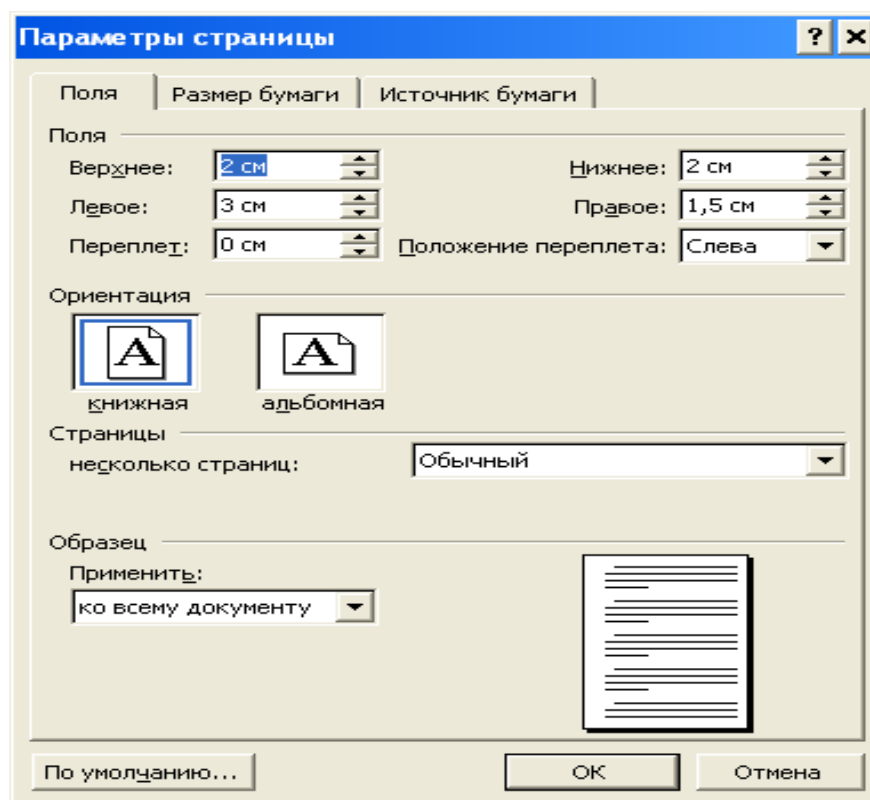 Параметры страницы
Поля Размер бумаги Источник бумаги
Поля
Верхнее: 2 см Нижнее: 2 см
Левое: 3 см Правое: 1,5 см
Переплет: 0 см Положение переплета: Слева
Ориентация
A A
книжная альбомная
Страницы
несколько страниц: Обычный
Образец
Применить:
ко всему документу
По умолчанию... ОК Отмена